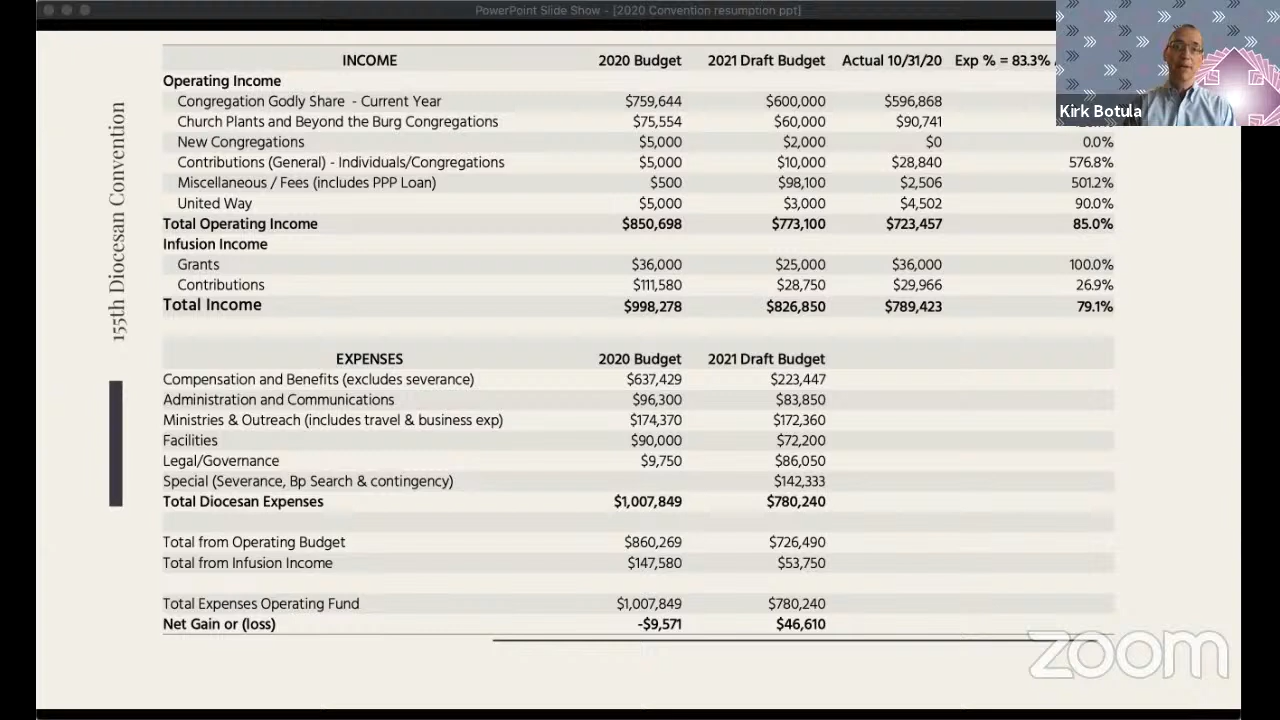 PowerPoint Slide Show - [2020 Convention resumption ppt]
Kirk Botula
155th Diocesan Convention
INCOME 2020 Budget 2021 Draft Budget Actual 10/31/20 Exp % = 83.3%
Operating Income
Congregation Godly Share - Current Year $759,644 $600,000 $596,868
Church Plants and Beyond the Burg Congregations $75,554 $60,000 $90,741
New Congregations $5,000 $2,000 $0 0.0%
Contributions (General) - Individuals/Congregations $5,000 $10,000 $28,840 576.8%
Miscellaneous / Fees (includes PPP Loan) $500 $98,100 $2,506 501.2%
United Way $5,000 $3,000 $4,502 90.0%
Total Operating Income $850,698 $773,100 $723,457 85.0%
Infusion Income
Grants $36,000 $25,000 $36,000 100.0%
Contributions $111,580 $28,750 $29,966 26.9%
Total Income $998,278 $826,850 $789,423 79.1%
EXPENSES 2020 Budget 2021 Draft Budget
Compensation and Benefits (excludes severance) $637,429 $223,447
Administration and Communications $96,300 $83,850
Ministries & Outreach (includes travel & business exp) $174,370 $172,360
Facilities $90,000 $72,200
Legal/Governance $9,750 $86,050
Special (Severance, Bp Search & contingency) $142,333
Total Diocesan Expenses $1,007,849 $780,240
Total from Operating Budget $860,269 $726,490
Total from Infusion Income $147,580 $53,750
Total Expenses Operating Fund $1,007,849 $780,240
Net Gain or (loss) -$9,571 $46,610
zoom